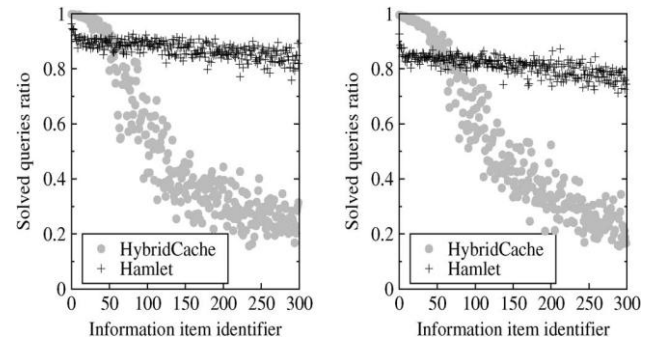 1
0.8
0.6
0.4
0.2
0
Solved queries ratio
HybridCache
Hamlet
0 50 100 150 200 250 300
Information item identifier
1
0.8
0.6
0.4
0.2
0
Solved queries ratio
HybridCache
Hamlet
0 50 100 150 200 250 300
Information item identifier